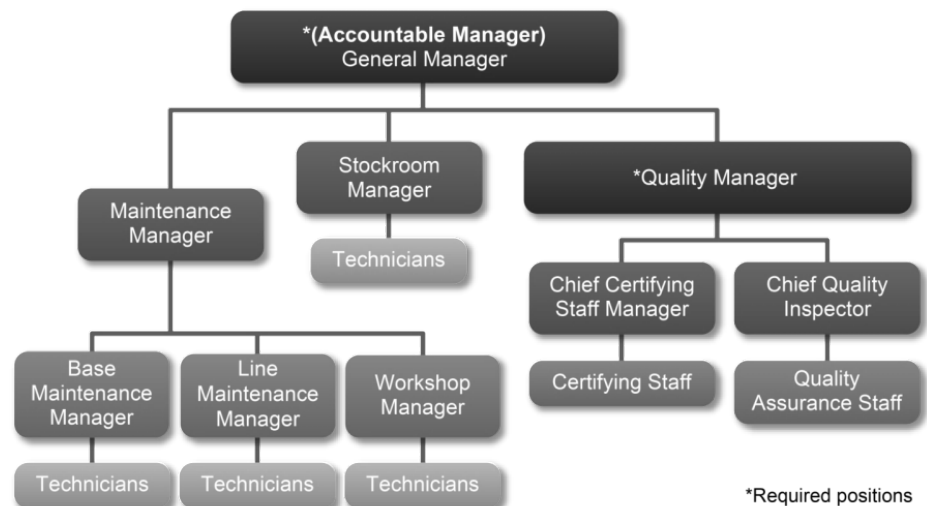 *(Accountable Manager)
General Manager
Stockroom
Manager
*Quality Manager
Maintenance
Manager
Technicians
Chief Certifying
Staff Manager
Chief Quality
Inspector
Base
Maintenance
Manager
Line
Maintenance
Manager
Workshop
Manager
Certifying Staff
Quality
Assurance Staff
Technicians
Technicians
Technicians
*Required positions